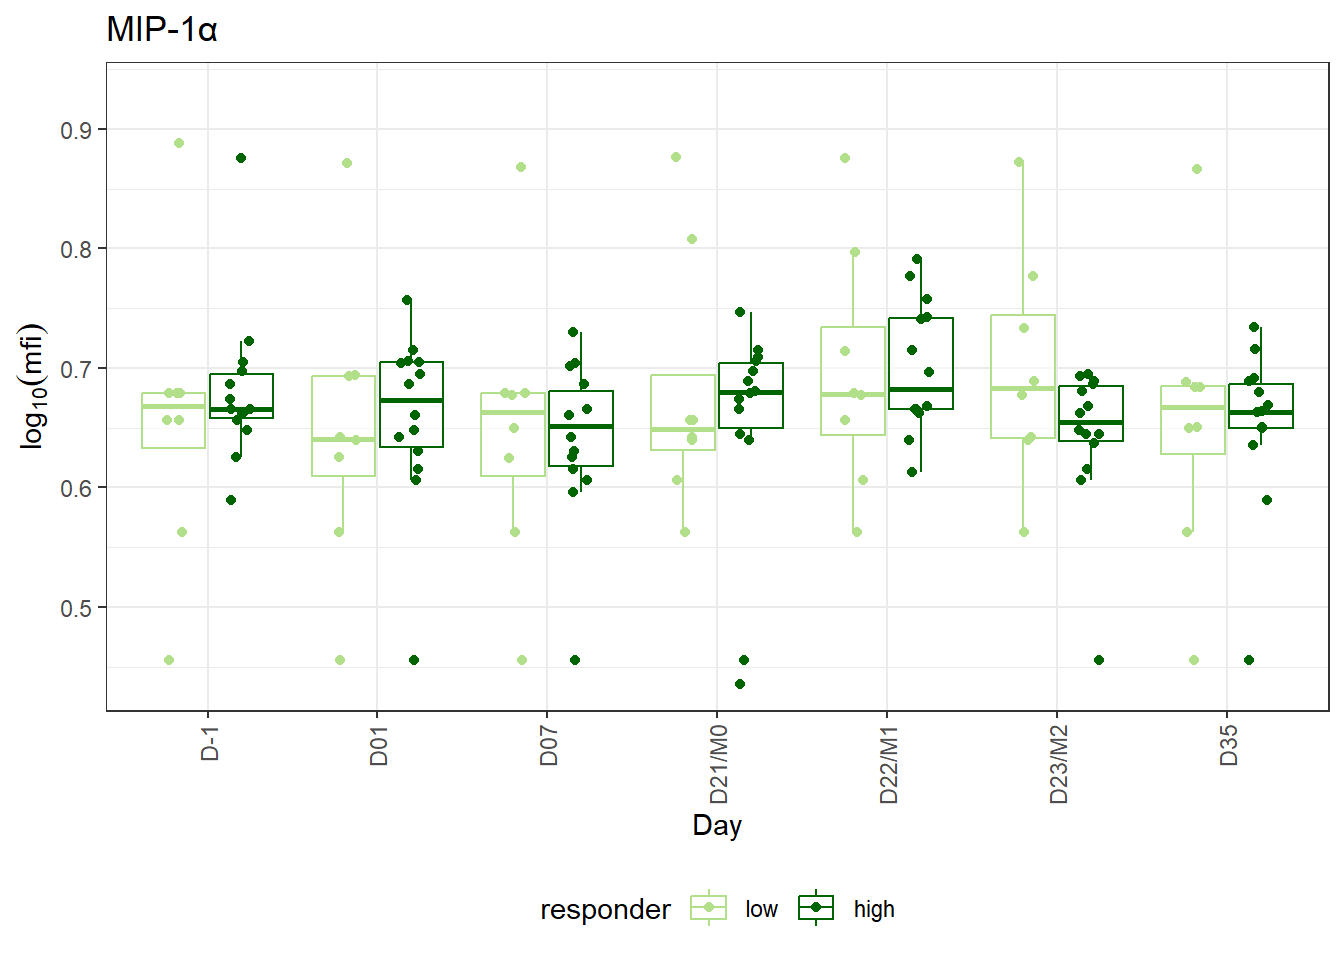 MIP-1α
0.9
0.8
0.7
0.6
0.5
log10(mfi)
D-1
D01
D07
D21/M0
D22/M1
D23/M2
D35
Day
responder low high